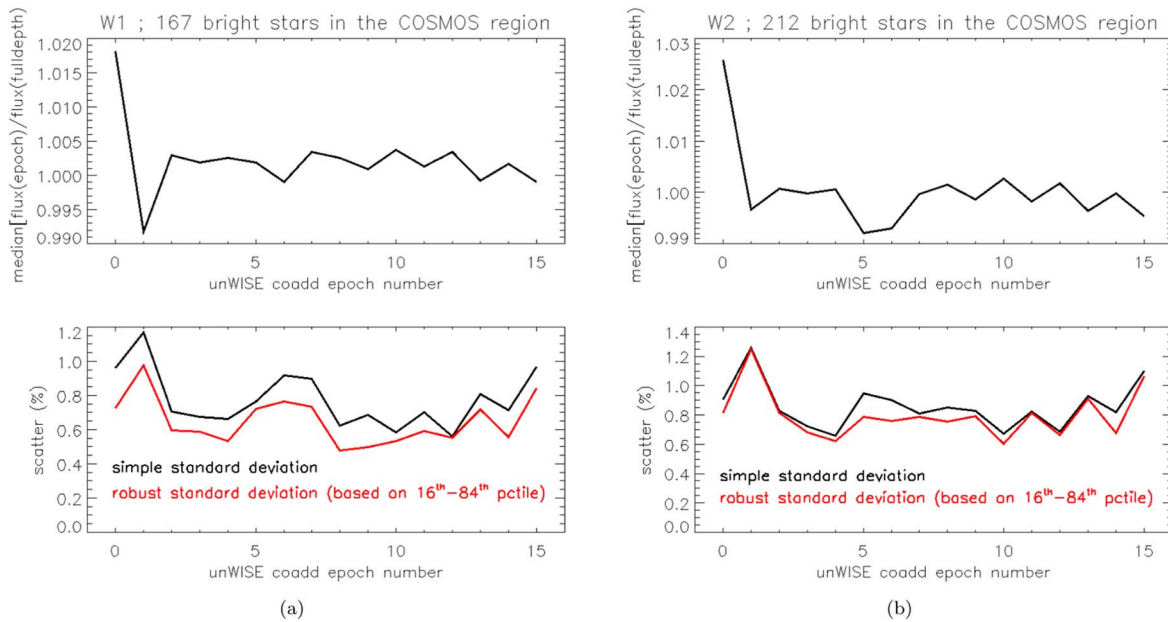 W1 ; 167 bright stars in the COSMOS region
median[flux(epoch)/flux(fulldepth)
1.020
1.015
1.010
1.005
1.000
0.995
0.990
0 5 10 15
unWISE coadd epoch number
scatter (%)
1.2
1.0
0.8
0.6
0.4
0.2
0.0
simple standard deviation
robust standard deviation (based on 16th-84th pctile)
0 5 10 15
unWISE coadd epoch number
(a)
W2 ; 212 bright stars in the COSMOS region
median[flux(epoch)/flux(fulldepth)
1.03
1.02
1.01
1.00
0.99
0 5 10 15
unWISE coadd epoch number
scatter (%)
1.4
1.2
1.0
0.8
0.6
0.4
0.2
0.0
simple standard deviation
robust standard deviation (based on 16th-84th pctile)
0 5 10 15
unWISE coadd epoch number
(b)